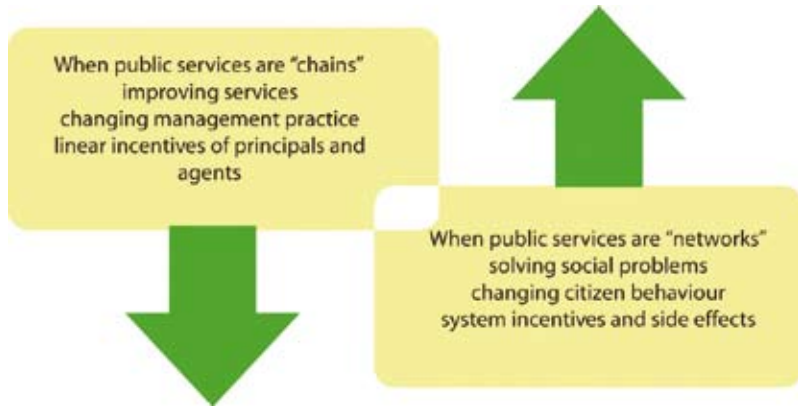 When public services are “chains”
improving services
changing management practice
linear incentives of principals and
agents
When public services are “networks”
solving social problems
changing citizen behaviour
system incentives and side effects